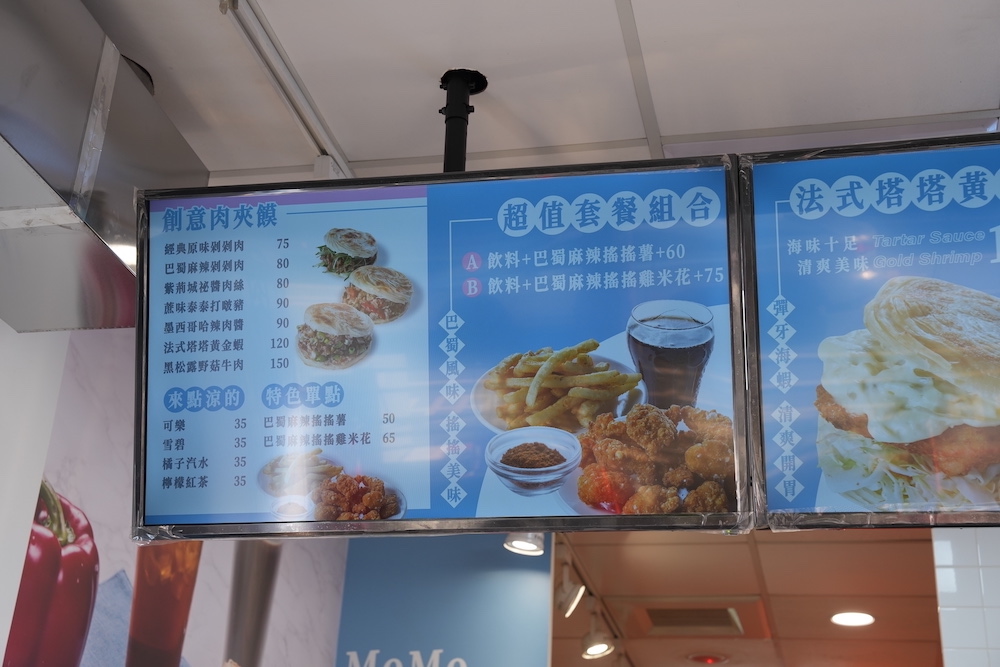 創意肉夾饃
經典原味剁剁肉 75
巴蜀麻辣剁剁肉 80
紫荊城祕醬肉絲 80
蔗味泰泰打啵豬 90
墨西哥哈辣肉醬 90
法式塔塔黃金蝦 120
黑松露野菇牛肉 150
來點涼的
可樂 35
雪碧 35
橘子汽水 35
檸檬紅茶 35
特色單點
巴蜀麻辣搖搖薯 50
巴蜀麻辣搖搖雞米花 65
超值套餐組合
A 飲料+巴蜀麻辣搖搖薯+60
B 飲料+巴蜀麻辣搖搖雞米花+75
巴蜀風味 搖搖美味
法式塔塔黃
海味十足
清爽美味
Tartar Sauce
Gold Shrimp
彈牙海蝦 清爽開胃
MoMo